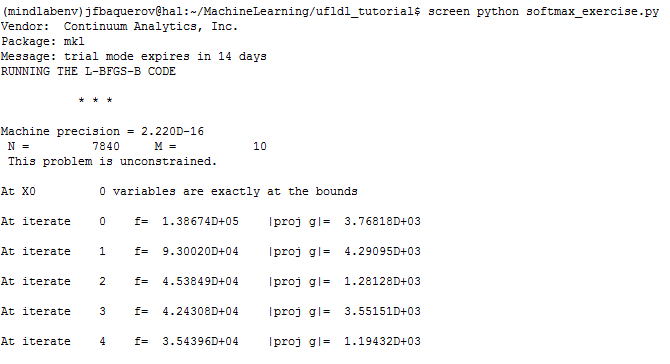 (mindlabenv)jfbaquerov@hal:~/MachineLearning/ufldl_tutorial$ screen python softmax_exercise.py
Vendor:  Continuum Analytics, Inc.
Package: mkl
Message: trial mode expires in 14 days
RUNNING THE L-BFGS-B CODE
* * *
Machine precision = 2.220D-16
N =         7840     M =           10
This problem is unconstrained.
At X0         0 variables are exactly at the bounds
At iterate    0    f=  1.38674D+05    |proj g|=  3.76818D+03
At iterate    1    f=  9.30020D+04    |proj g|=  4.29095D+03
At iterate    2    f=  4.53849D+04    |proj g|=  1.28128D+03
At iterate    3    f=  4.24308D+04    |proj g|=  3.55151D+03
At iterate    4    f=  3.54396D+04    |proj g|=  1.19432D+03